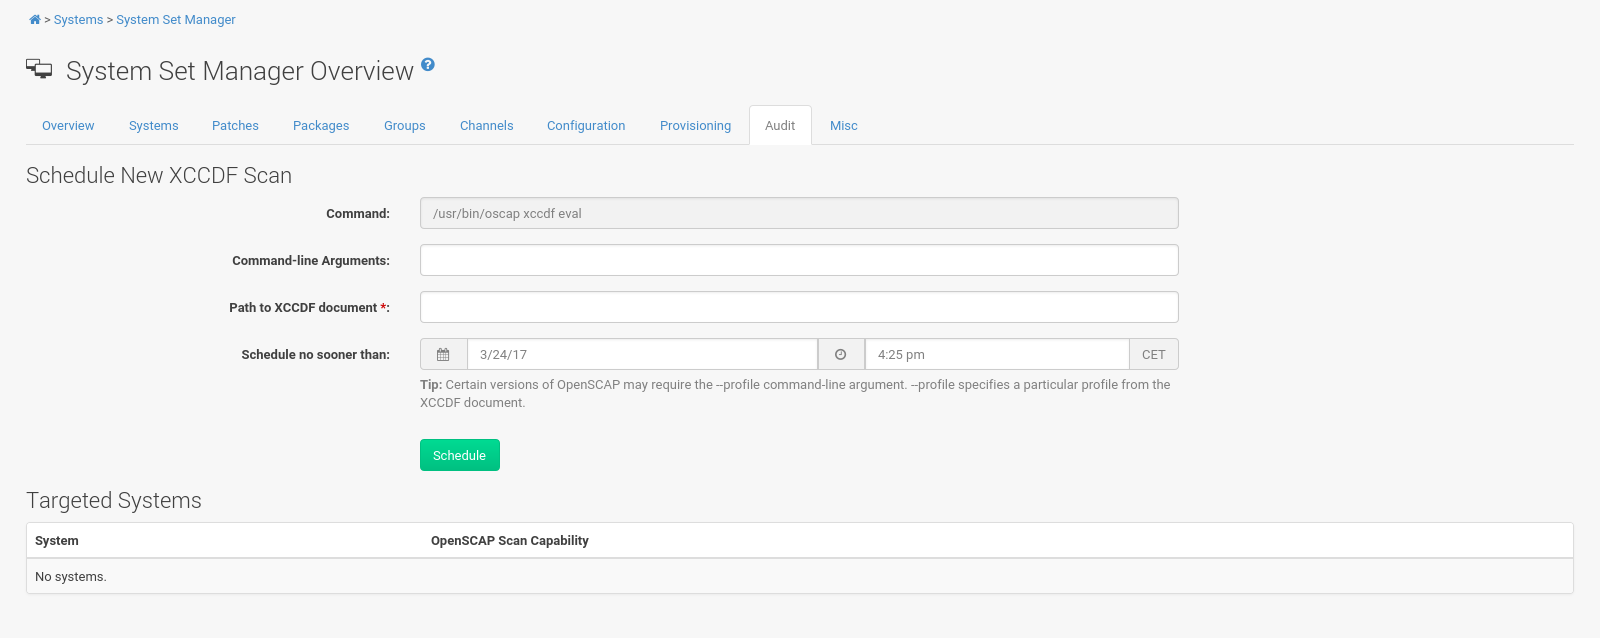 > Systems > System Set Manager
System Set Manager Overview ?
Overview Systems Patches Packages Groups Channels Configuration Provisioning Audit Misc
Schedule New XCCDF Scan
Command: /usr/bin/oscap xccdf eval
Command-line Arguments:
Path to XCCDF document *:
Schedule no sooner than: 3/24/17 4:25 pm CET
Tip: Certain versions of OpenSCAP may require the --profile command-line argument. --profile specifies a particular profile from the
XCCDF document.
Schedule
Targeted Systems
System OpenSCAP Scan Capability
No systems.